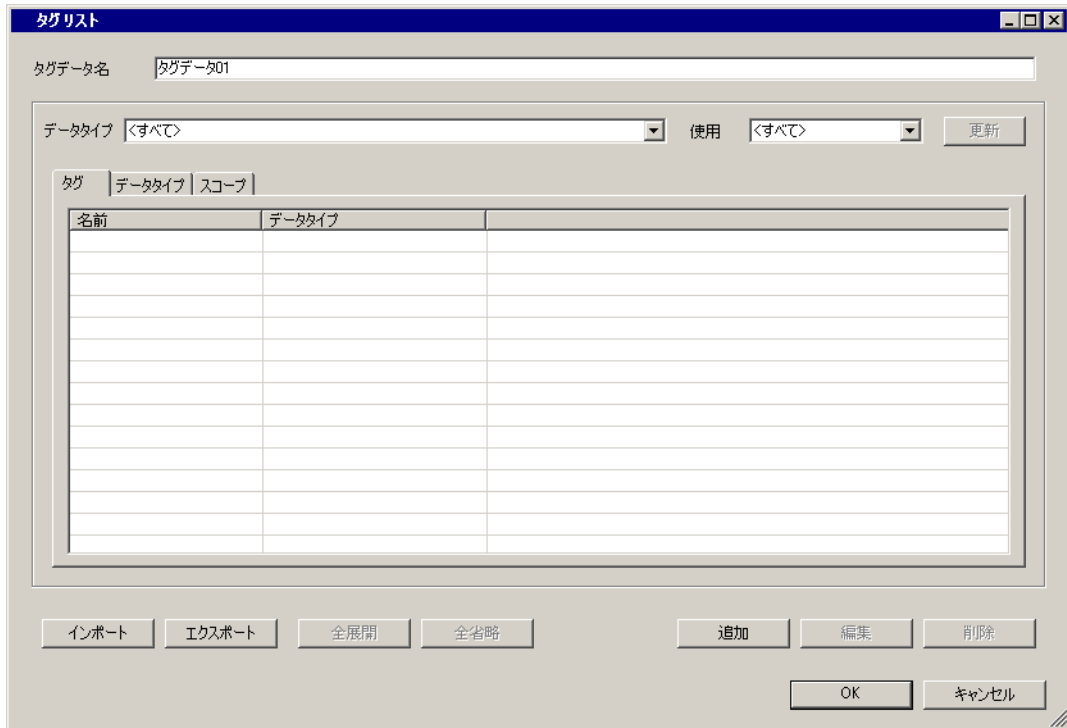 タグリスト
タグデータ名 タグデータ01
データタイプ <すべて> 使用 <すべて> 更新
タグ データタイプ スコープ
名前 データタイプ
インポート エクスポート 全展開 全省略 追加 編集 削除
OK キャンセル